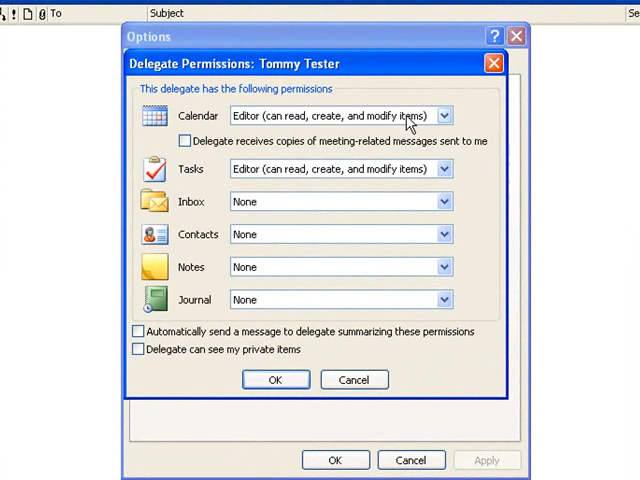 ! To Subject Se
Options
Delegate Permissions: Tommy Tester
This delegate has the following permissions
Calendar Editor (can read, create, and modify items)
Delegate receives copies of meeting-related messages sent to me
Tasks Editor (can read, create, and modify items)
Inbox None
Contacts None
Notes None
Journal None
Automatically send a message to delegate summarizing these permissions
Delegate can see my private items
OK Cancel
OK Cancel Apply